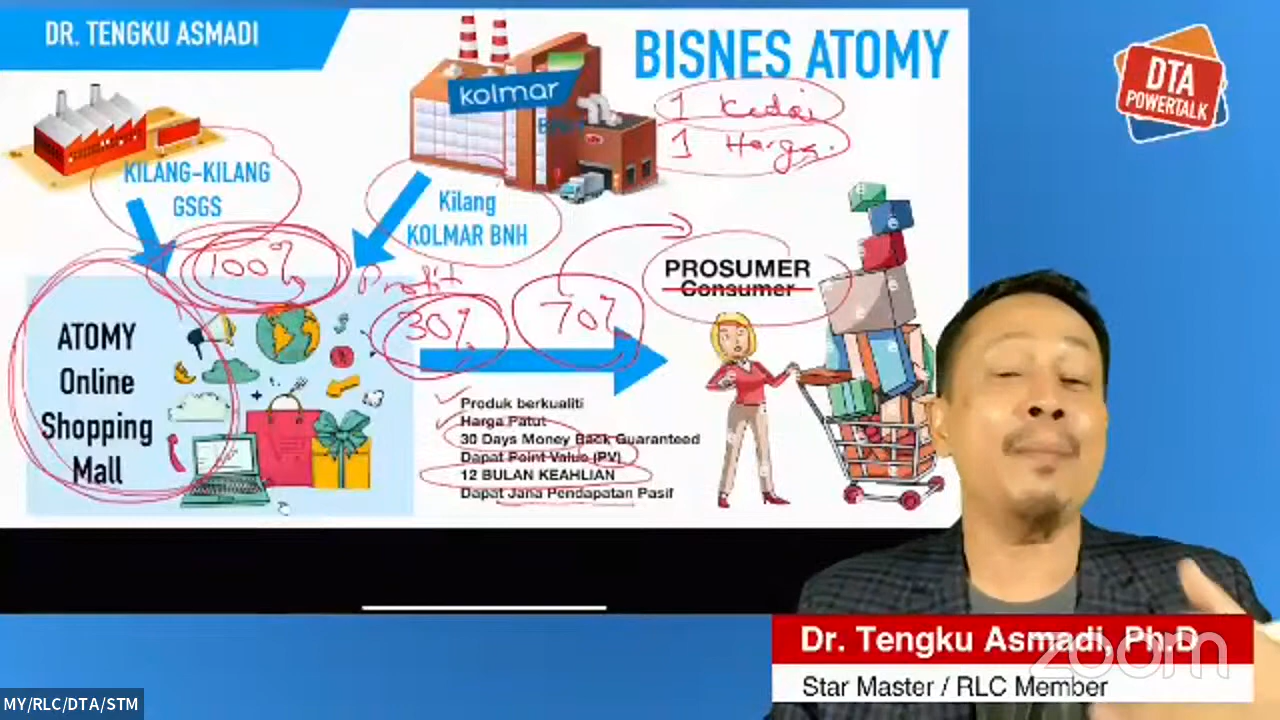 DR. TENGKU ASMADI
BISNES ATOMY
DTA
POWERTALK
kolmar
1 Kedai
1 Harga
KILANG-KILANG
GSGS
Kilang
KOLMAR BNH
100%
Profit
30%
70%
PROSUMER
Consumer
ATOMY
Online
Shopping
Mall
Produk berkualiti
Harga Patut
30 Days Money Back Guaranteed
Dapat Point Value (PV)
12 BULAN KEAHLIAN
Dapat Jana Pendapatan Pasif
Dr. Tengku Asmadi, Ph.D
zoom
Star Master / RLC Member
MY/RLC/DTA/STM